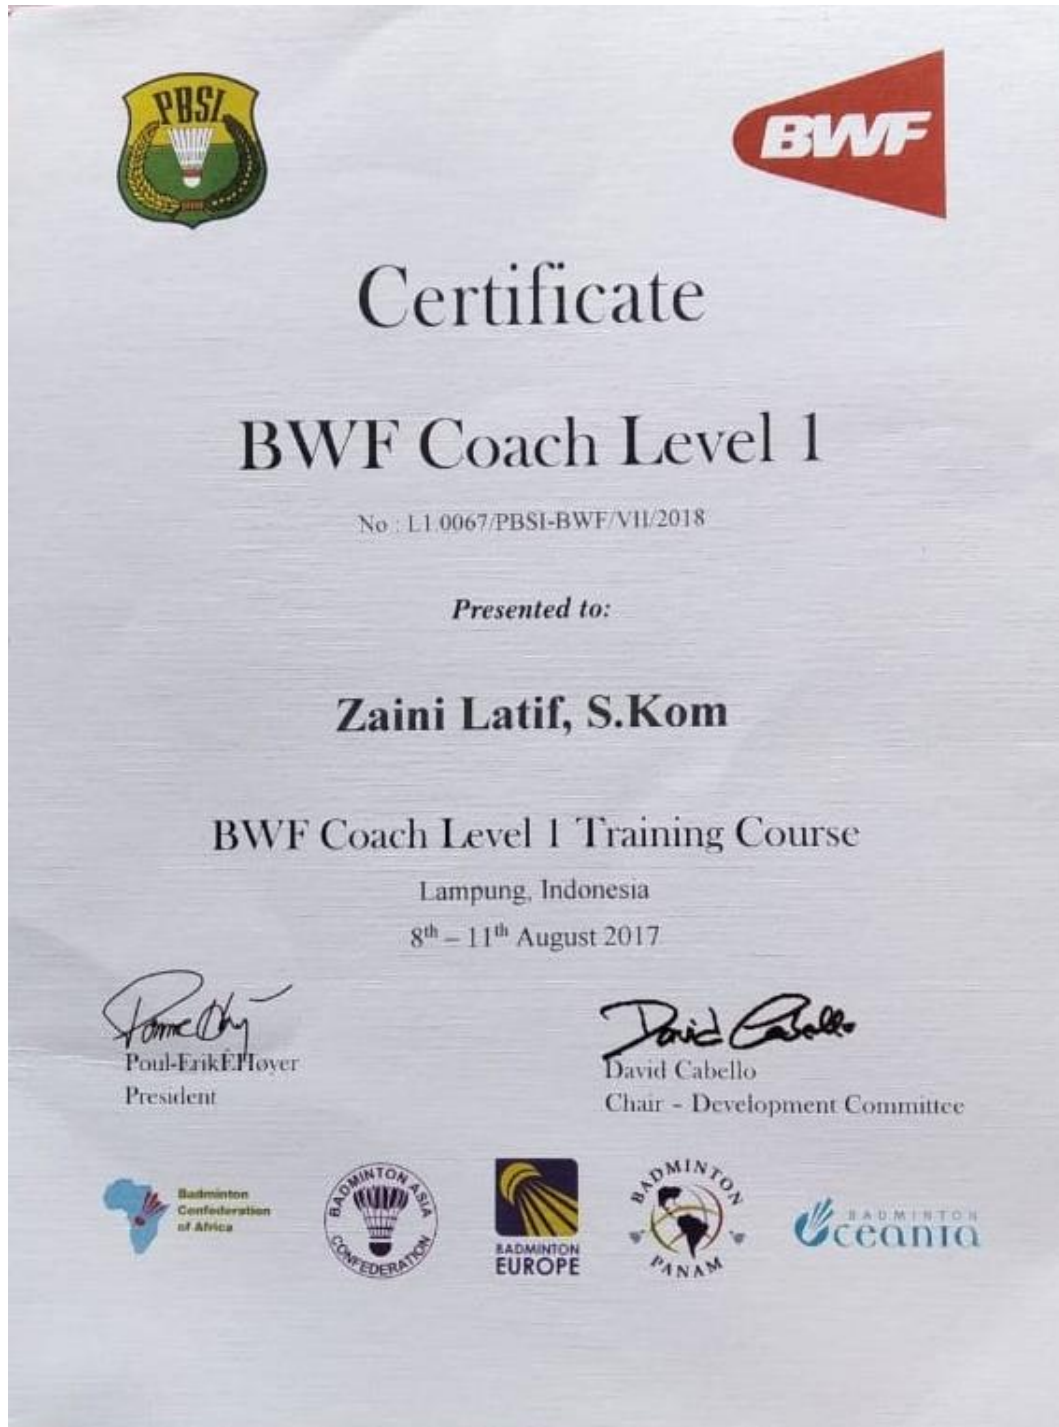 PBSI
BWF
Certificate
BWF Coach Level 1
No : L1.0067/PBSI-BWF/VII/2018
Presented to:
Zaini Latif, S.Kom
BWF Coach Level 1 Training Course
Lampung, Indonesia
8th – 11th August 2017
Poul-Erik Høyer
President
David Cabello
David Cabello
Chair - Development Committee
Badminton
Confederation
of Africa
BADMINTON ASIA
CONFEDERATION
BADMINTON
EUROPE
BADMINTON
PANAM
BADMINTON
Oceania